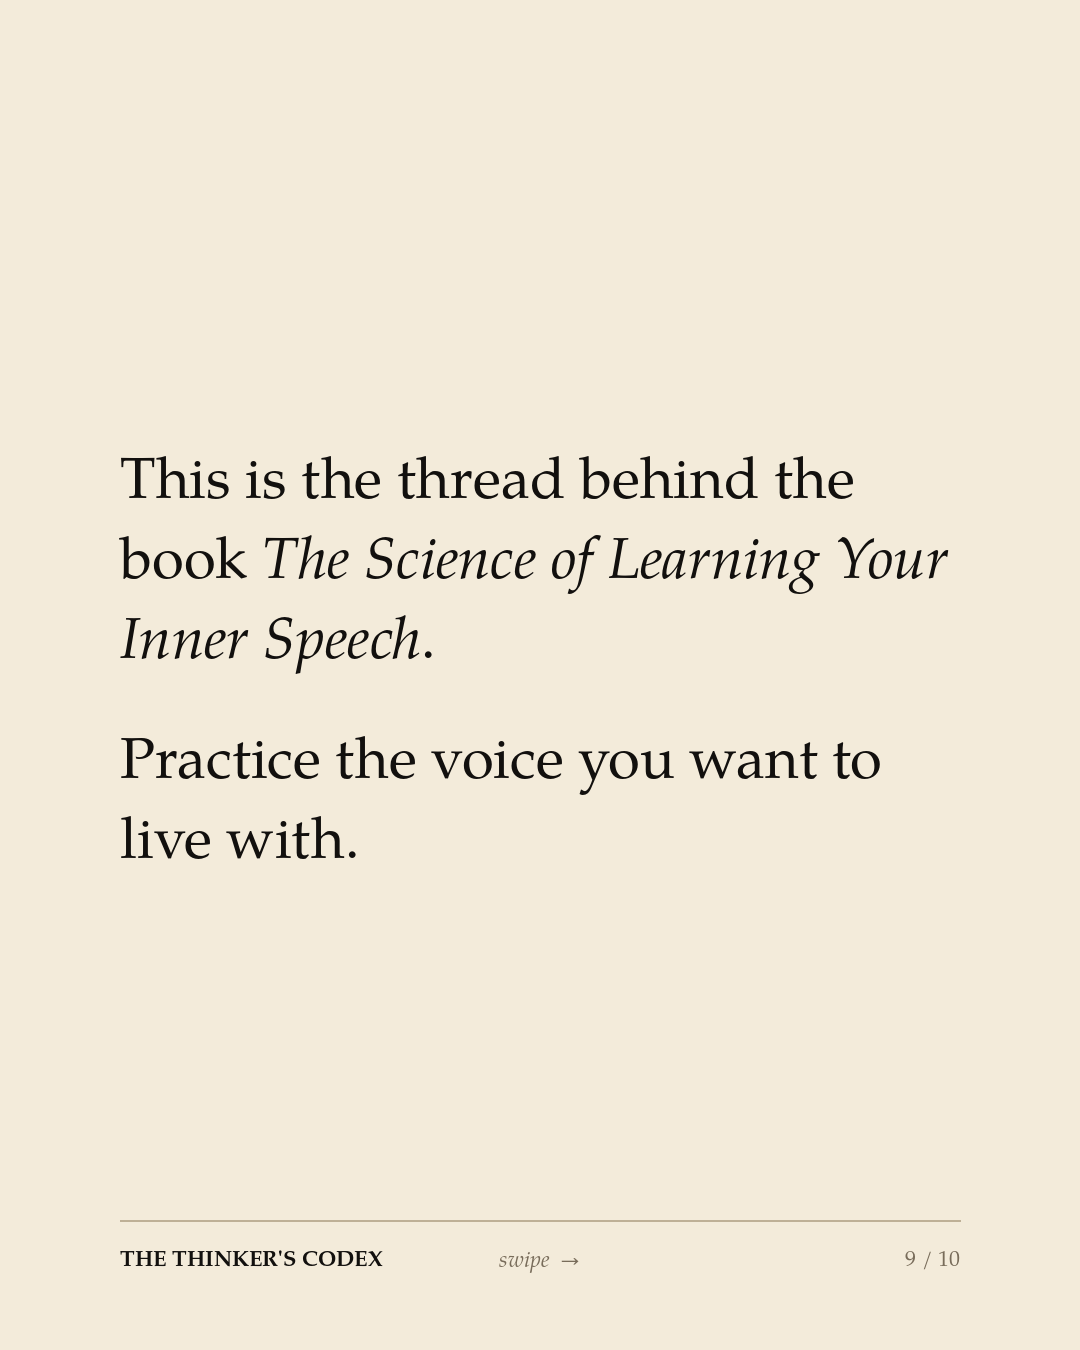 This is the thread behind the
book The Science of Learning Your
Inner Speech.
Practice the voice you want to
live with.
THE THINKER'S CODEX
swipe →
9 / 10